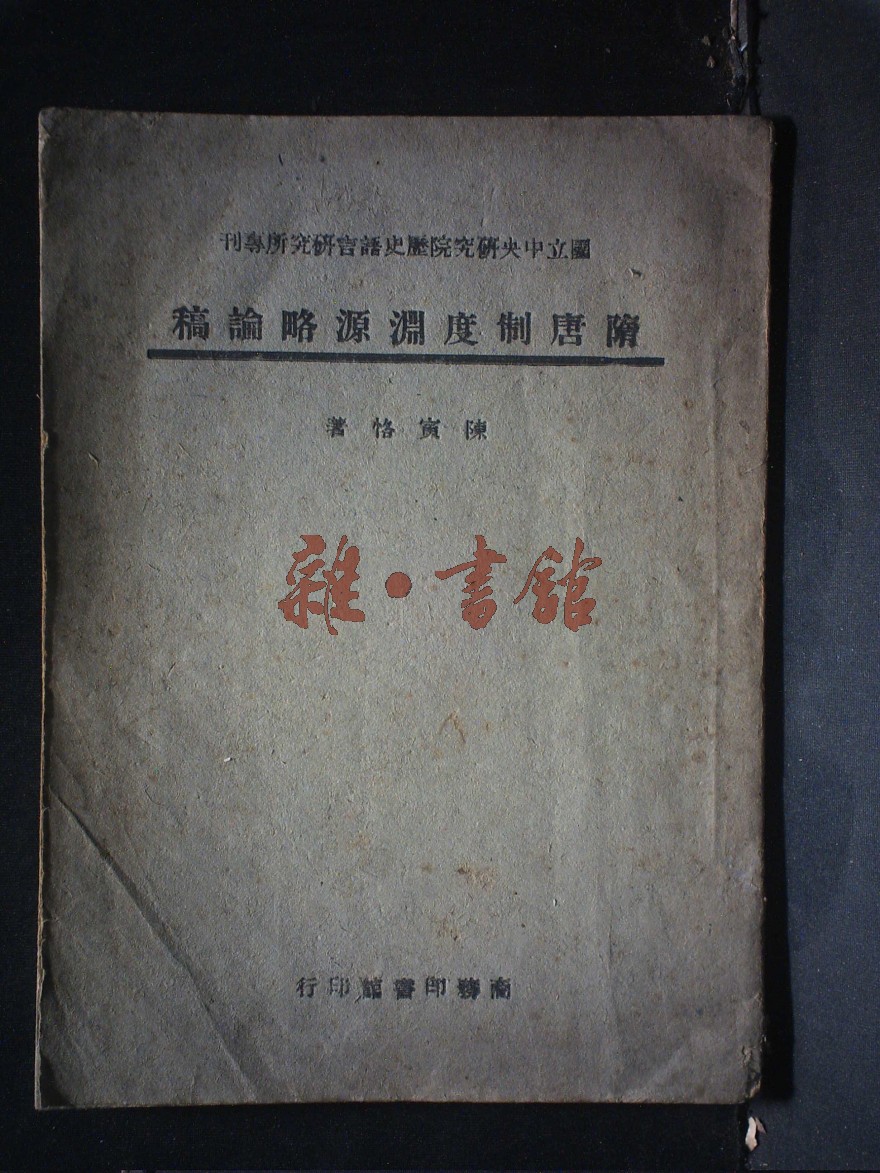 國立中央研究院歷史語言研究所專刊
隋唐制度淵源略論稿
陳寅恪著
雜·書館
商務印書館印行